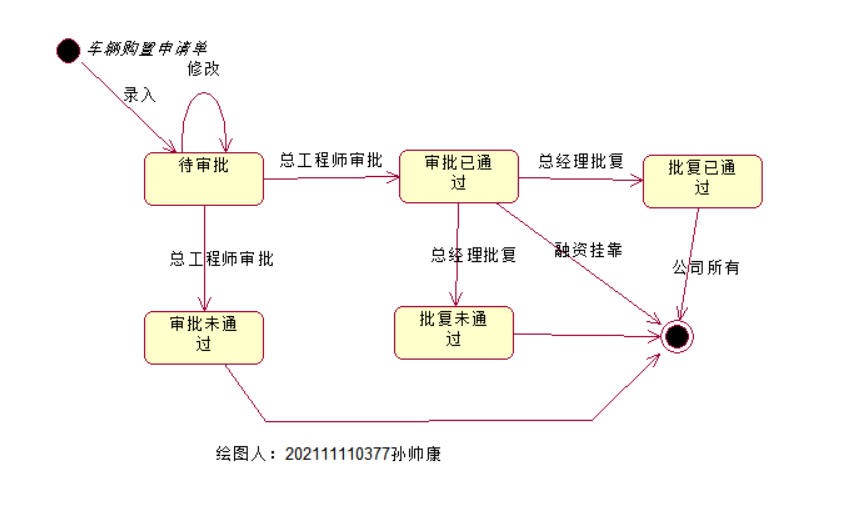 车辆购置申请单
修改
录入
待审批
总工程师审批
审批已通
过
总经理批复
批复已通
过
总工程师审批
总经理批复
融资挂靠
公司所有
审批未通
过
批复未通
过
绘图人：202111110377孙帅康